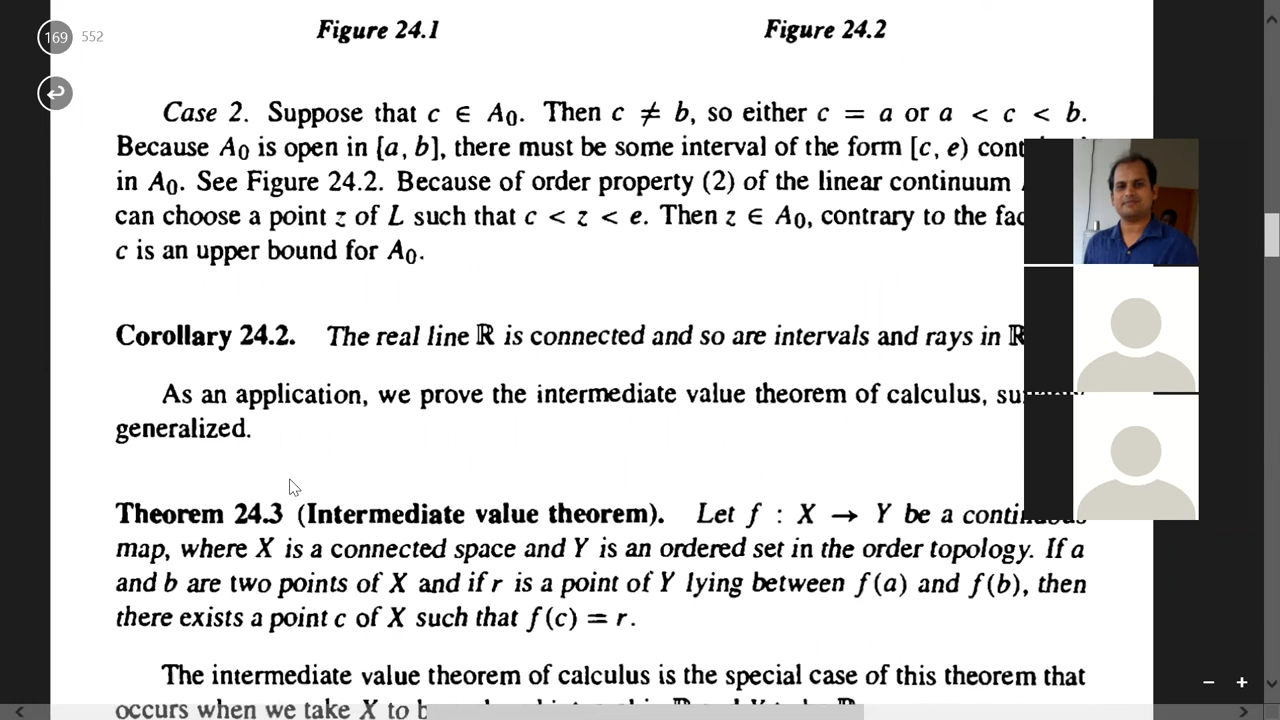 169 552
Figure 24.1 Figure 24.2
Case 2. Suppose that c ∈ A₀. Then c ≠ b, so either c = a or a < c < b.
Because A₀ is open in [a, b], there must be some interval of the form [c, e)
in A₀. See Figure 24.2. Because of order property (2) of the linear continuum
can choose a point z of L such that c < z < e. Then z ∈ A₀, contrary to the
c is an upper bound for A₀.
Corollary 24.2. The real line ℝ is connected and so are intervals and rays in ℝ
As an application, we prove the intermediate value theorem of calculus,
generalized.
Theorem 24.3 (Intermediate value theorem). Let f : X → Y be a continuous
map, where X is a connected space and Y is an ordered set in the order topology. If a
and b are two points of X and if r is a point of Y lying between f(a) and f(b), then
there exists a point c of X such that f(c) = r.
The intermediate value theorem of calculus is the special case of this theorem that
occurs when we take X to